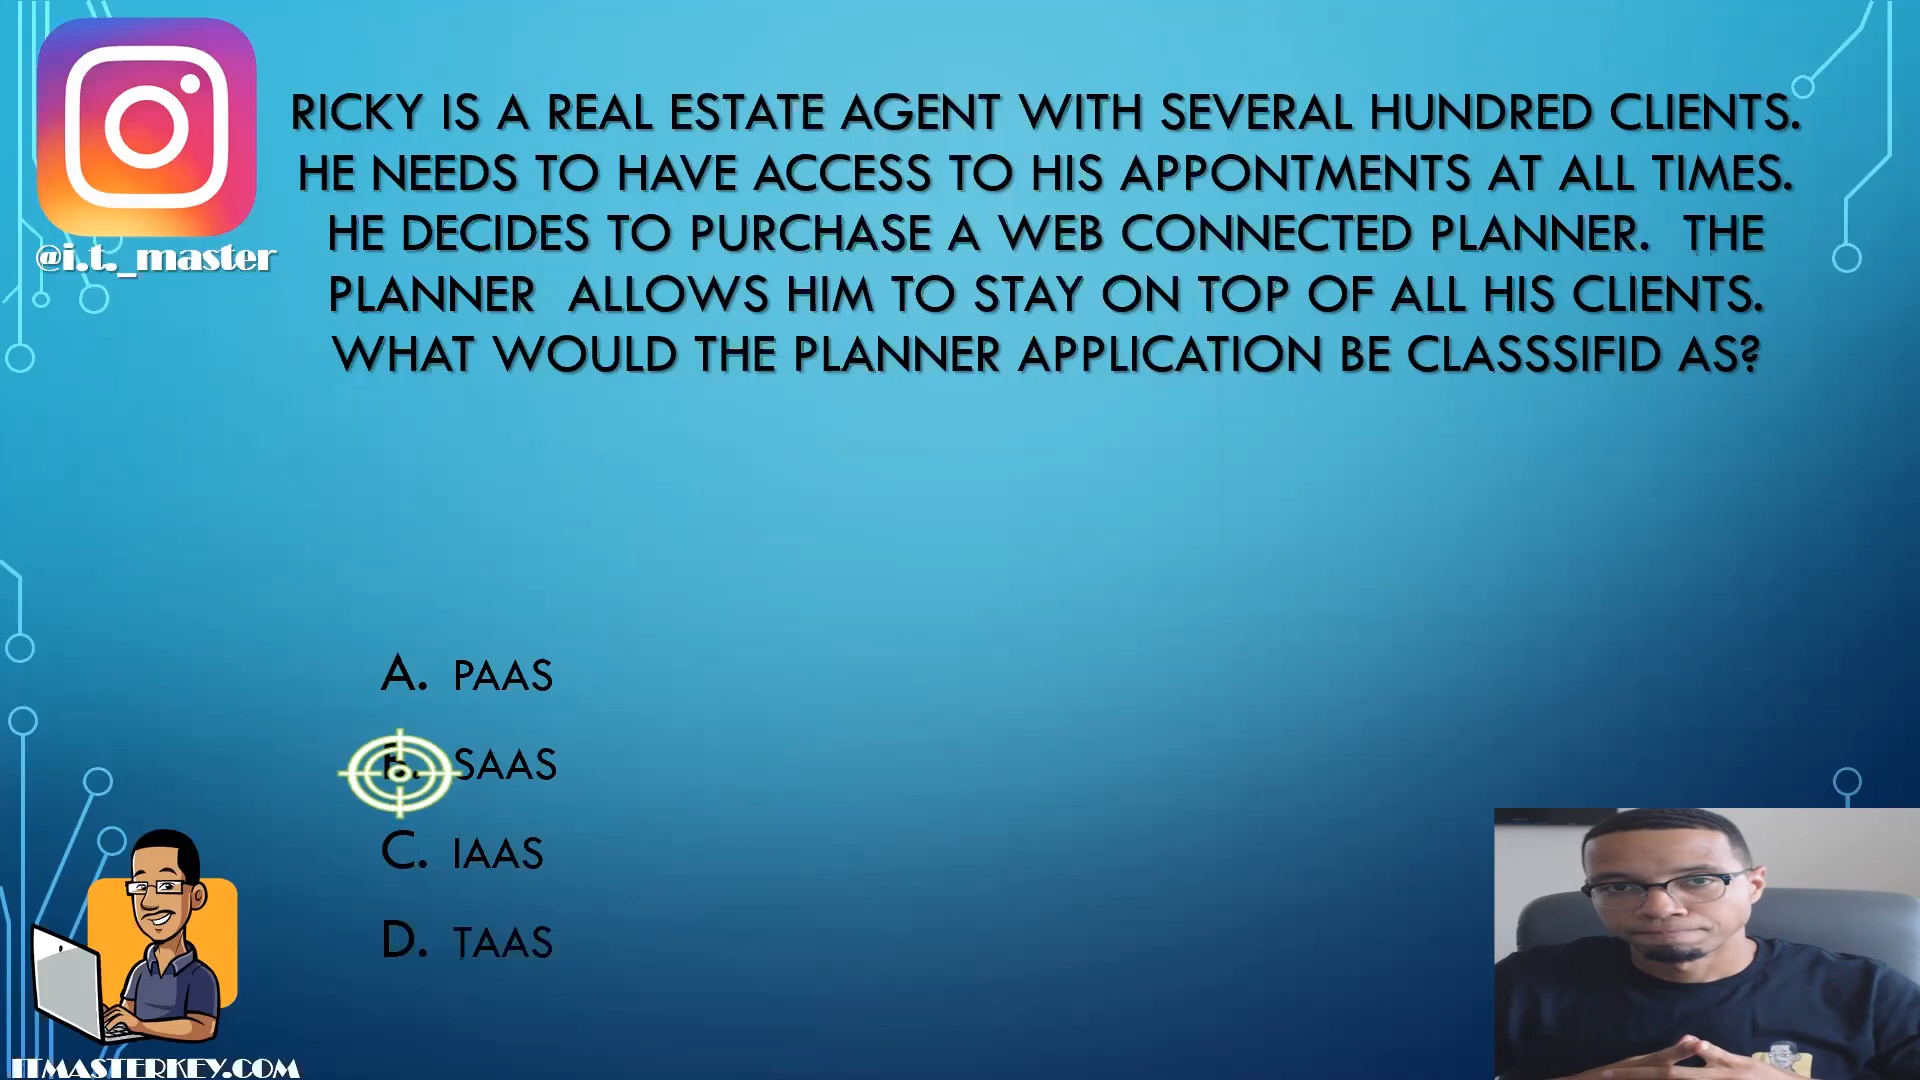 RICKY IS A REAL ESTATE AGENT WITH SEVERAL HUNDRED CLIENTS.
HE NEEDS TO HAVE ACCESS TO HIS APPONTMENTS AT ALL TIMES.
HE DECIDES TO PURCHASE A WEB CONNECTED PLANNER. THE
PLANNER ALLOWS HIM TO STAY ON TOP OF ALL HIS CLIENTS.
WHAT WOULD THE PLANNER APPLICATION BE CLASSSIFID AS?
@i.t._master
A. PAAS
B. SAAS
C. IAAS
D. TAAS
ITMASTERKEY.COM